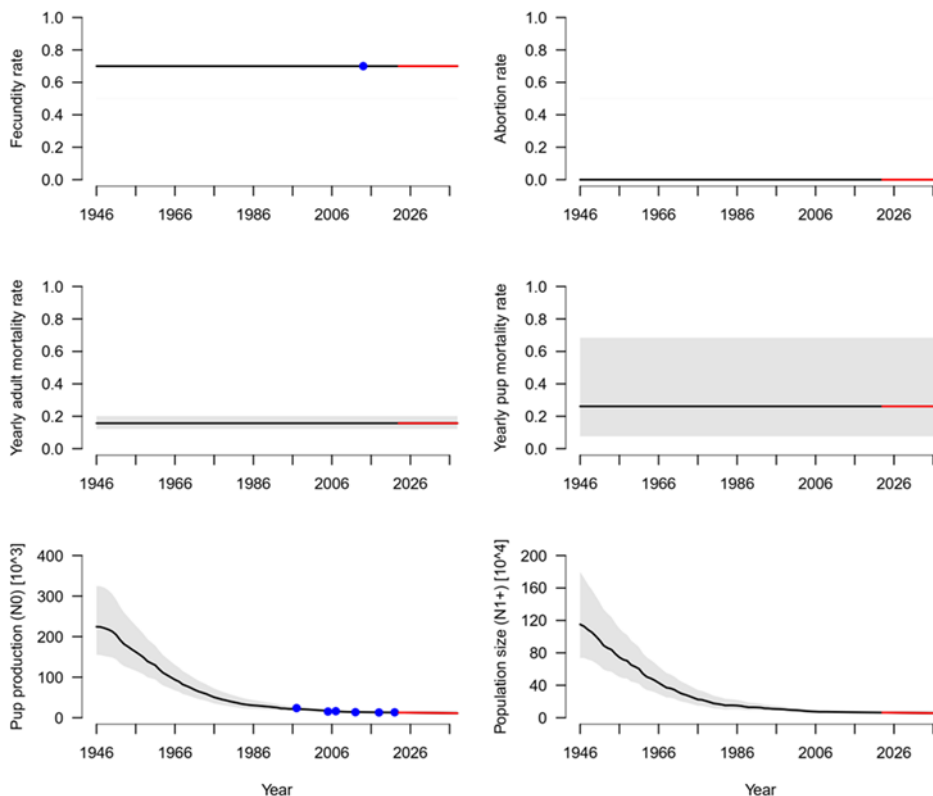 Fecundity rate
1.0
0.8
0.6
0.4
0.2
0.0
1946 1966 1986 2006 2026
Abortion rate
1.0
0.8
0.6
0.4
0.2
0.0
1946 1966 1986 2006 2026
Yearly adult mortality rate
1.0
0.8
0.6
0.4
0.2
0.0
1946 1966 1986 2006 2026
Yearly pup mortality rate
1.0
0.8
0.6
0.4
0.2
0.0
1946 1966 1986 2006 2026
Pup production (N0) [10^3]
400
300
200
100
0
1946 1966 1986 2006 2026
Year
Population size (N1+) [10^4]
200
160
120
80
40
0
1946 1966 1986 2006 2026
Year